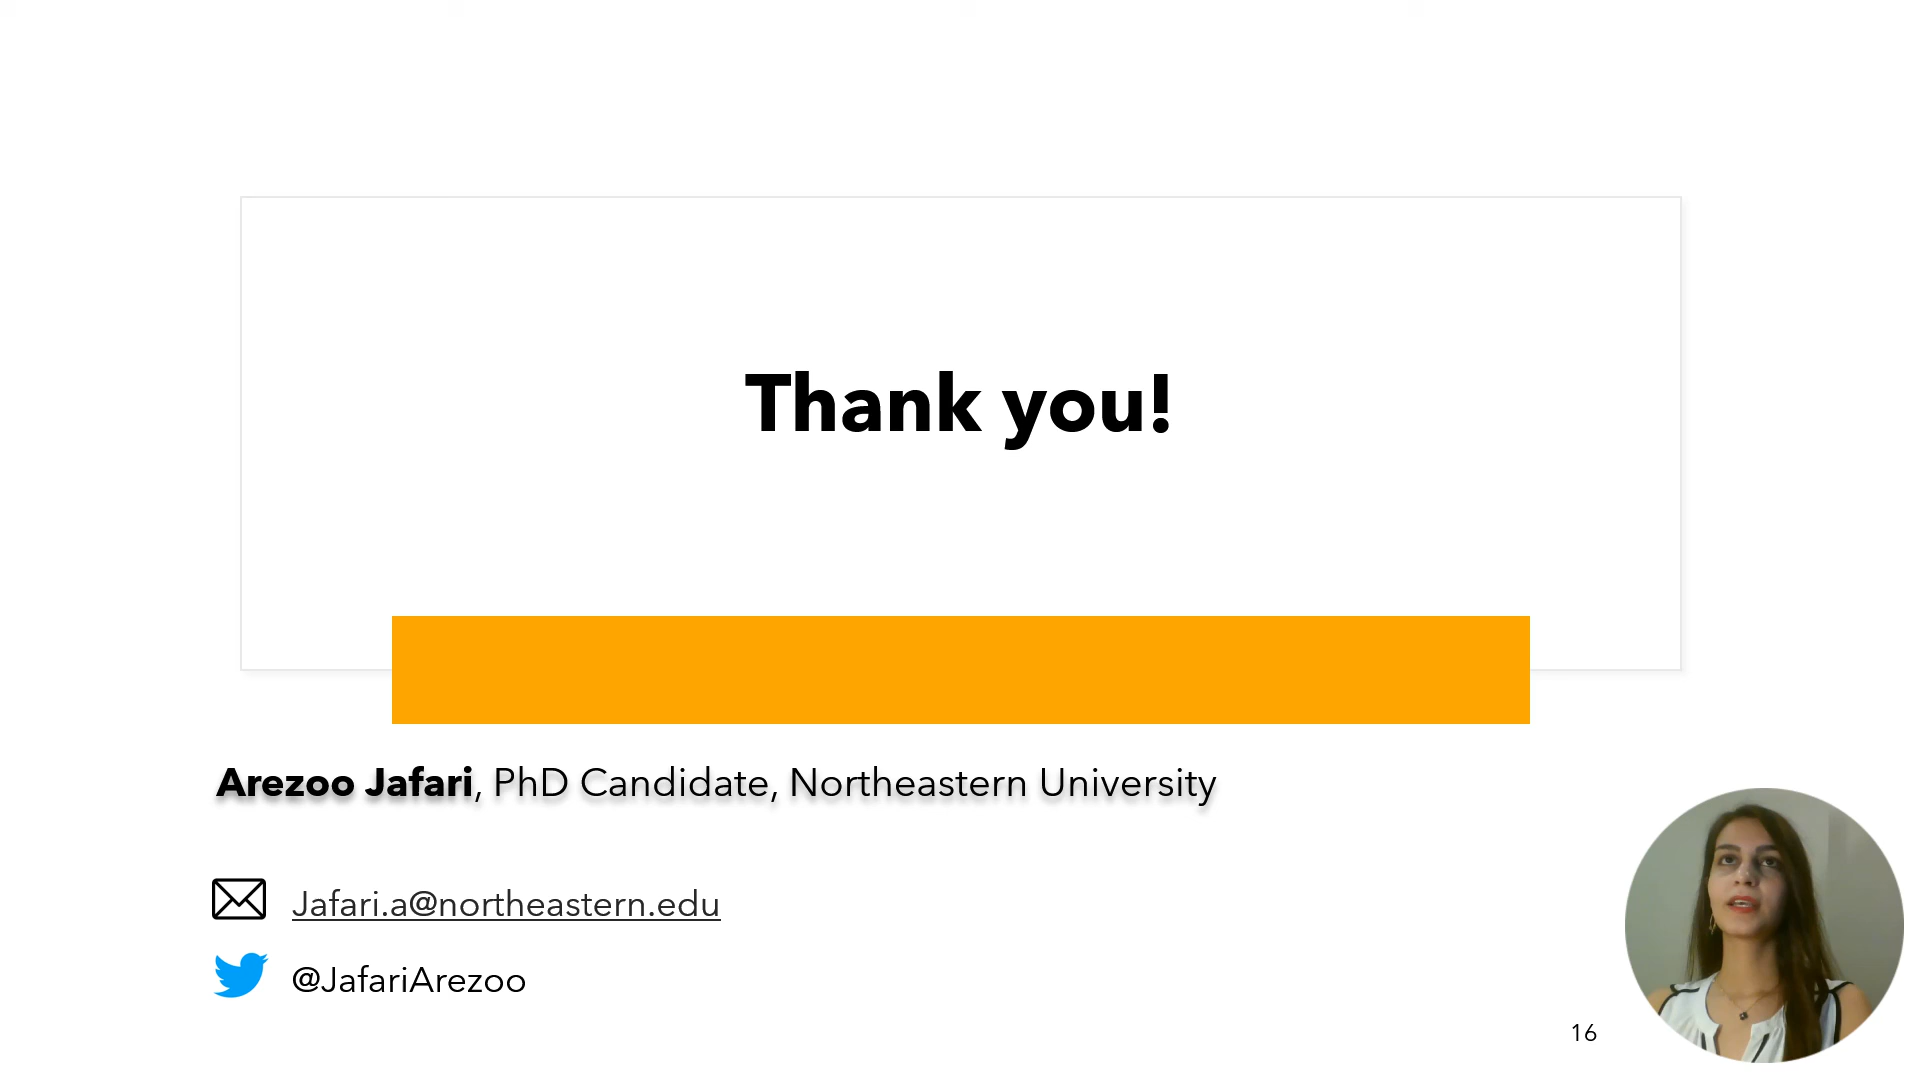 Thank you!
Arezoo Jafari, PhD Candidate, Northeastern University
Jafari.a@northeastern.edu
@JafariArezoo
16